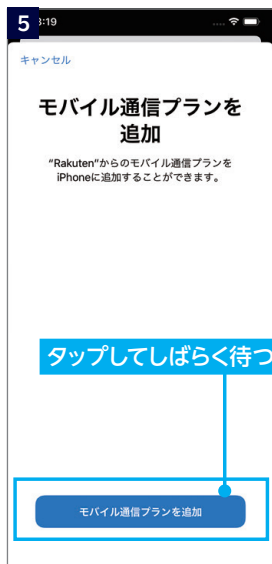 5
3:19
キャンセル
モバイル通信プランを
追加
“Rakuten”からのモバイル通信プランを
iPhoneに追加することができます。
タップしてしばらく待つ
モバイル通信プランを追加